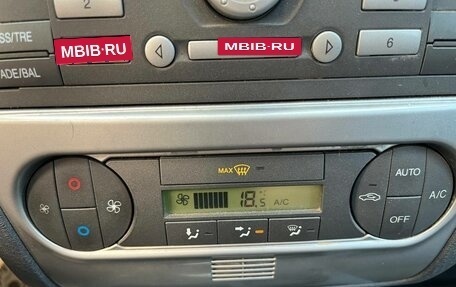 2
SS/TRE
MBIB-RU
MBIB-RU
6
ADE/BAL
MAX
AUTO
18.5
A/C
A/C
OFF